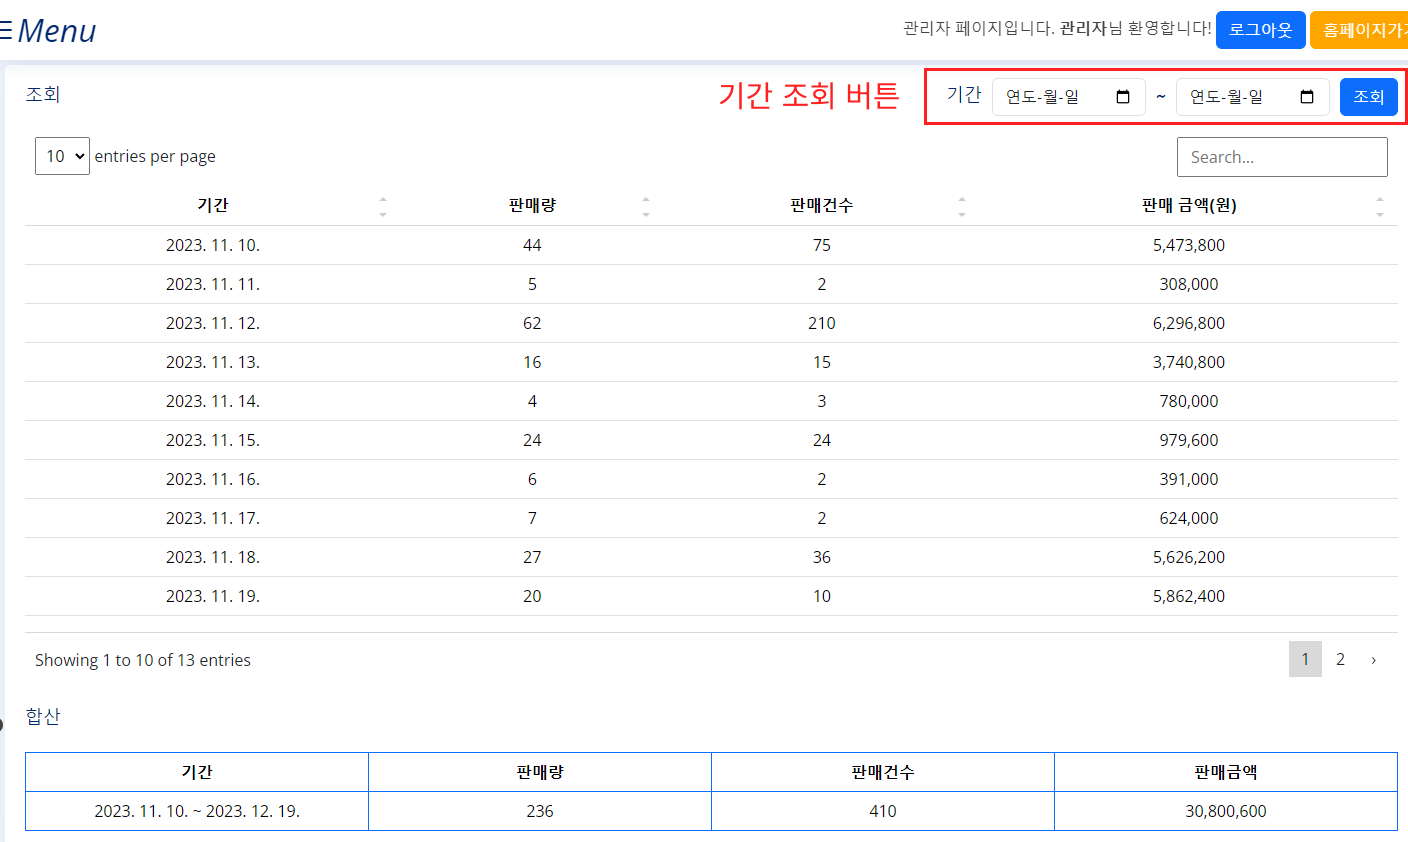 Menu 관리자 페이지입니다. 관리자님 환영합니다! 로그아웃 홈페이지가기
조회 기간 조회 버튼 기간 연도-월-일 ~ 연도-월-일 조회
10 entries per page Search...
기간 판매량 판매건수 판매 금액(원)
2023. 11. 10. 44 75 5,473,800
2023. 11. 11. 5 2 308,000
2023. 11. 12. 62 210 6,296,800
2023. 11. 13. 16 15 3,740,800
2023. 11. 14. 4 3 780,000
2023. 11. 15. 24 24 979,600
2023. 11. 16. 6 2 391,000
2023. 11. 17. 7 2 624,000
2023. 11. 18. 27 36 5,626,200
2023. 11. 19. 20 10 5,862,400
Showing 1 to 10 of 13 entries 1 2 ›
합산
기간 판매량 판매건수 판매금액
2023. 11. 10. ~ 2023. 12. 19. 236 410 30,800,600